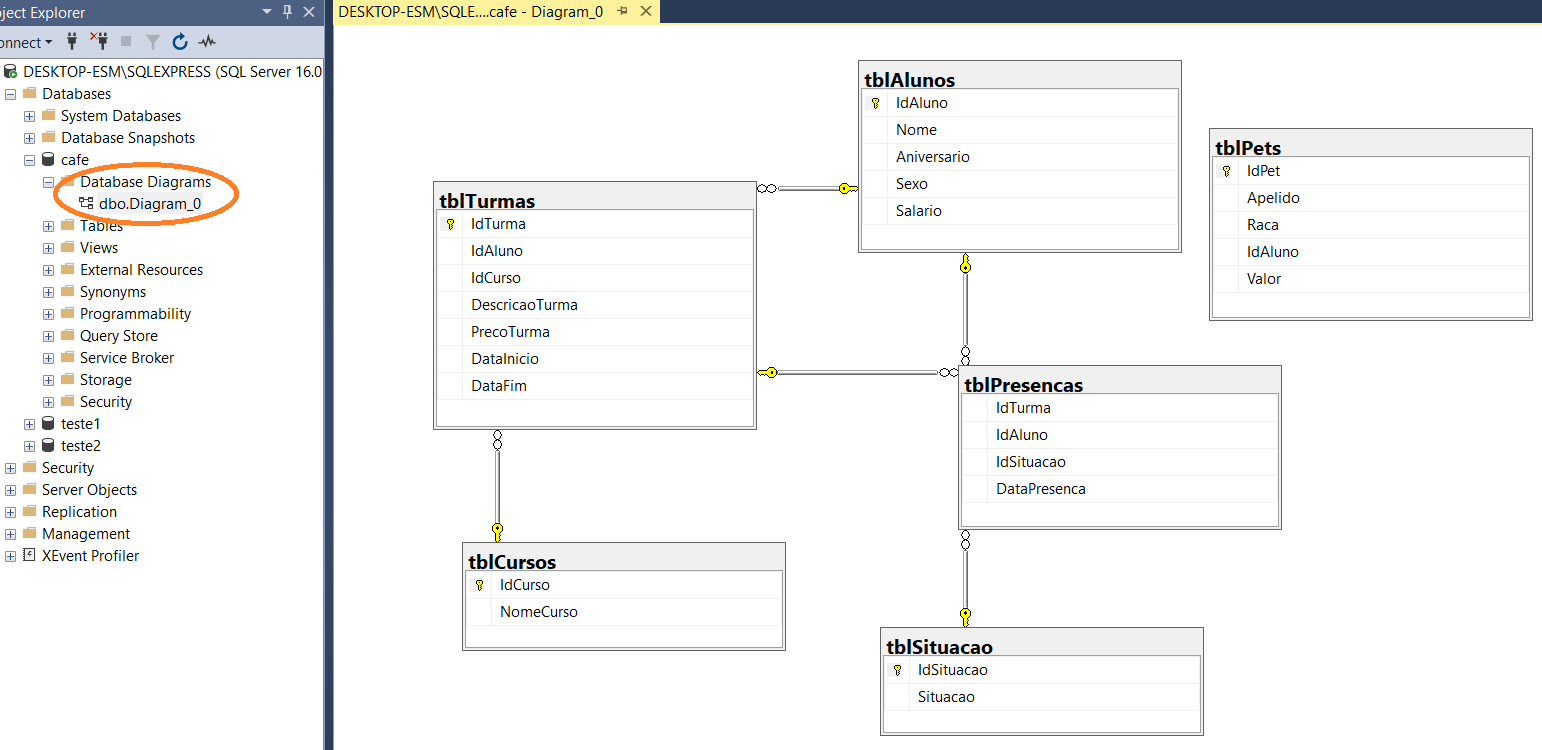 ject Explorer
onnect
DESKTOP-ESM\SQLEXPRESS (SQL Server 16.0
Databases
System Databases
Database Snapshots
cafe
Database Diagrams
dbo.Diagram_0
Tables
Views
External Resources
Synonyms
Programmability
Query Store
Service Broker
Storage
Security
teste1
teste2
Security
Server Objects
Replication
Management
XEvent Profiler
DESKTOP-ESM\SQLE....cafe - Diagram_0
tblAlunos
IdAluno
Nome
Aniversario
Sexo
Salario
tblPets
IdPet
Apelido
Raca
IdAluno
Valor
tblTurmas
IdTurma
IdAluno
IdCurso
DescricaoTurma
PrecoTurma
DataInicio
DataFim
tblPresencas
IdTurma
IdAluno
IdSituacao
DataPresenca
tblCursos
IdCurso
NomeCurso
tblSituacao
IdSituacao
Situacao